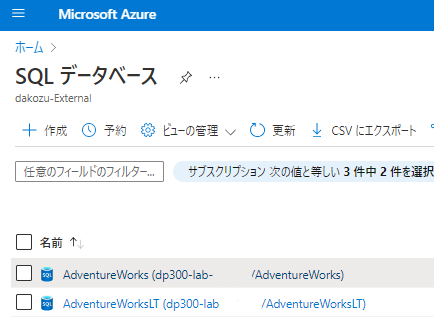 Microsoft Azure
ホーム >
SQL データベース
dakozu-External
作成 予約 ビューの管理 更新 CSV にエクスポート
任意のフィールドのフィルター... サブスクリプション 次の値と等しい 3 件中 2 件を選択
名前
SQL AdventureWorks (dp300-lab- /AdventureWorks)
SQL AdventureWorksLT (dp300-lab /AdventureWorksLT)